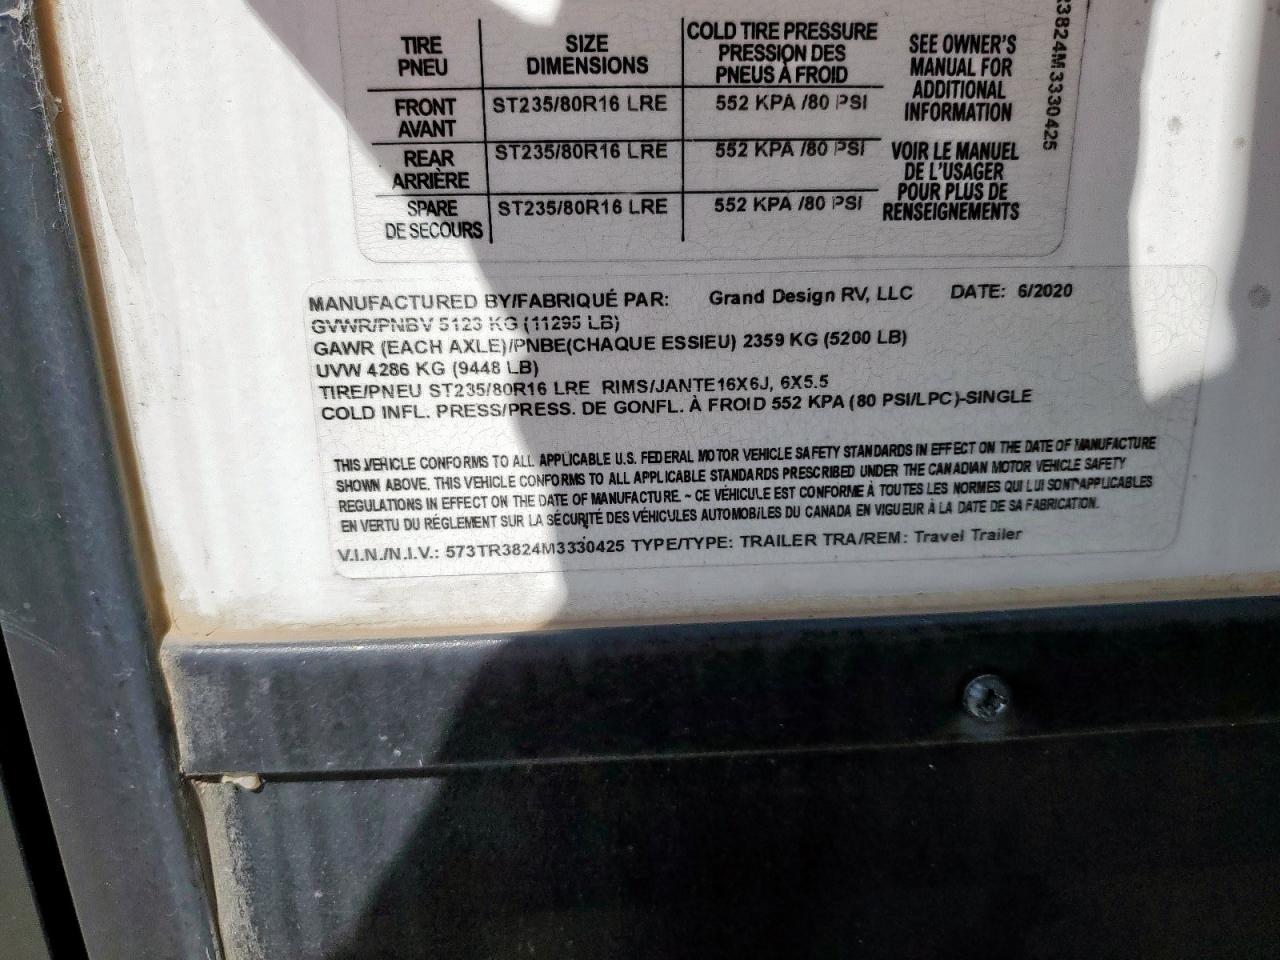 TIRE PNEU SIZE DIMENSIONS COLD TIRE PRESSURE PRESSION DES PNEUS À FROID
FRONT AVANT ST235/80R16 LRE 552 KPA /80 PSI
REAR ARRIÈRE ST235/80R16 LRE 552 KPA /80 PSI
SPARE DE SECOURS ST235/80R16 LRE 552 KPA /80 PSI
SEE OWNER'S
MANUAL FOR
ADDITIONAL
INFORMATION
VOIR LE MANUEL
DE L'USAGER
POUR PLUS DE
RENSEIGNEMENTS
3824M3330425
MANUFACTURED BY/FABRIQUÉ PAR: Grand Design RV, LLC DATE: 6/2020
GVWR/PNBV 5123 KG (11295 LB)
GAWR (EACH AXLE)/PNBE(CHAQUE ESSIEU) 2359 KG (5200 LB)
UVW 4286 KG (9448 LB)
TIRE/PNEU ST235/80R16 LRE RIMS/JANTE16X6J, 6X5.5
COLD INFL. PRESS/PRESS. DE GONFL. À FROID 552 KPA (80 PSI/LPC)-SINGLE
THIS VEHICLE CONFORMS TO ALL APPLICABLE U.S. FEDERAL MOTOR VEHICLE SAFETY STANDARDS IN EFFECT ON THE DATE OF MANUFACTURE
SHOWN ABOVE. THIS VEHICLE CONFORMS TO ALL APPLICABLE STANDARDS PRESCRIBED UNDER THE CANADIAN MOTOR VEHICLE SAFETY
REGULATIONS IN EFFECT ON THE DATE OF MANUFACTURE. ~ CE VÉHICULE EST CONFORME À TOUTES LES NORMES QUI LUI SONT APPLICABLES
EN VERTU DU RÉGLEMENT SUR LA SÉCURITÉ DES VÉHICULES AUTOMOBILES DU CANADA EN VIGUEUR À LA DATE DE SA FABRICATION.
V.I.N./N.I.V.: 573TR3824M3330425 TYPE/TYPE: TRAILER TRA/REM: Travel Trailer